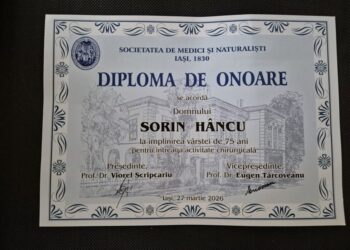 SOCIETATEA DE MEDICI ȘI NATURALIȘTI
IAȘI, 1830
DIPLOMA DE ONOARE
se acordă
Domnului
SORIN HÂNCU
la împlinirea vârstei de 75 ani
pentru întreaga activitate chirurgicală
Președinte, Vicepreședinte,
Prof. Dr. Viorel Scripcariu Prof. Dr. Eugen Târcoveanu
Iași, 27 martie 2026